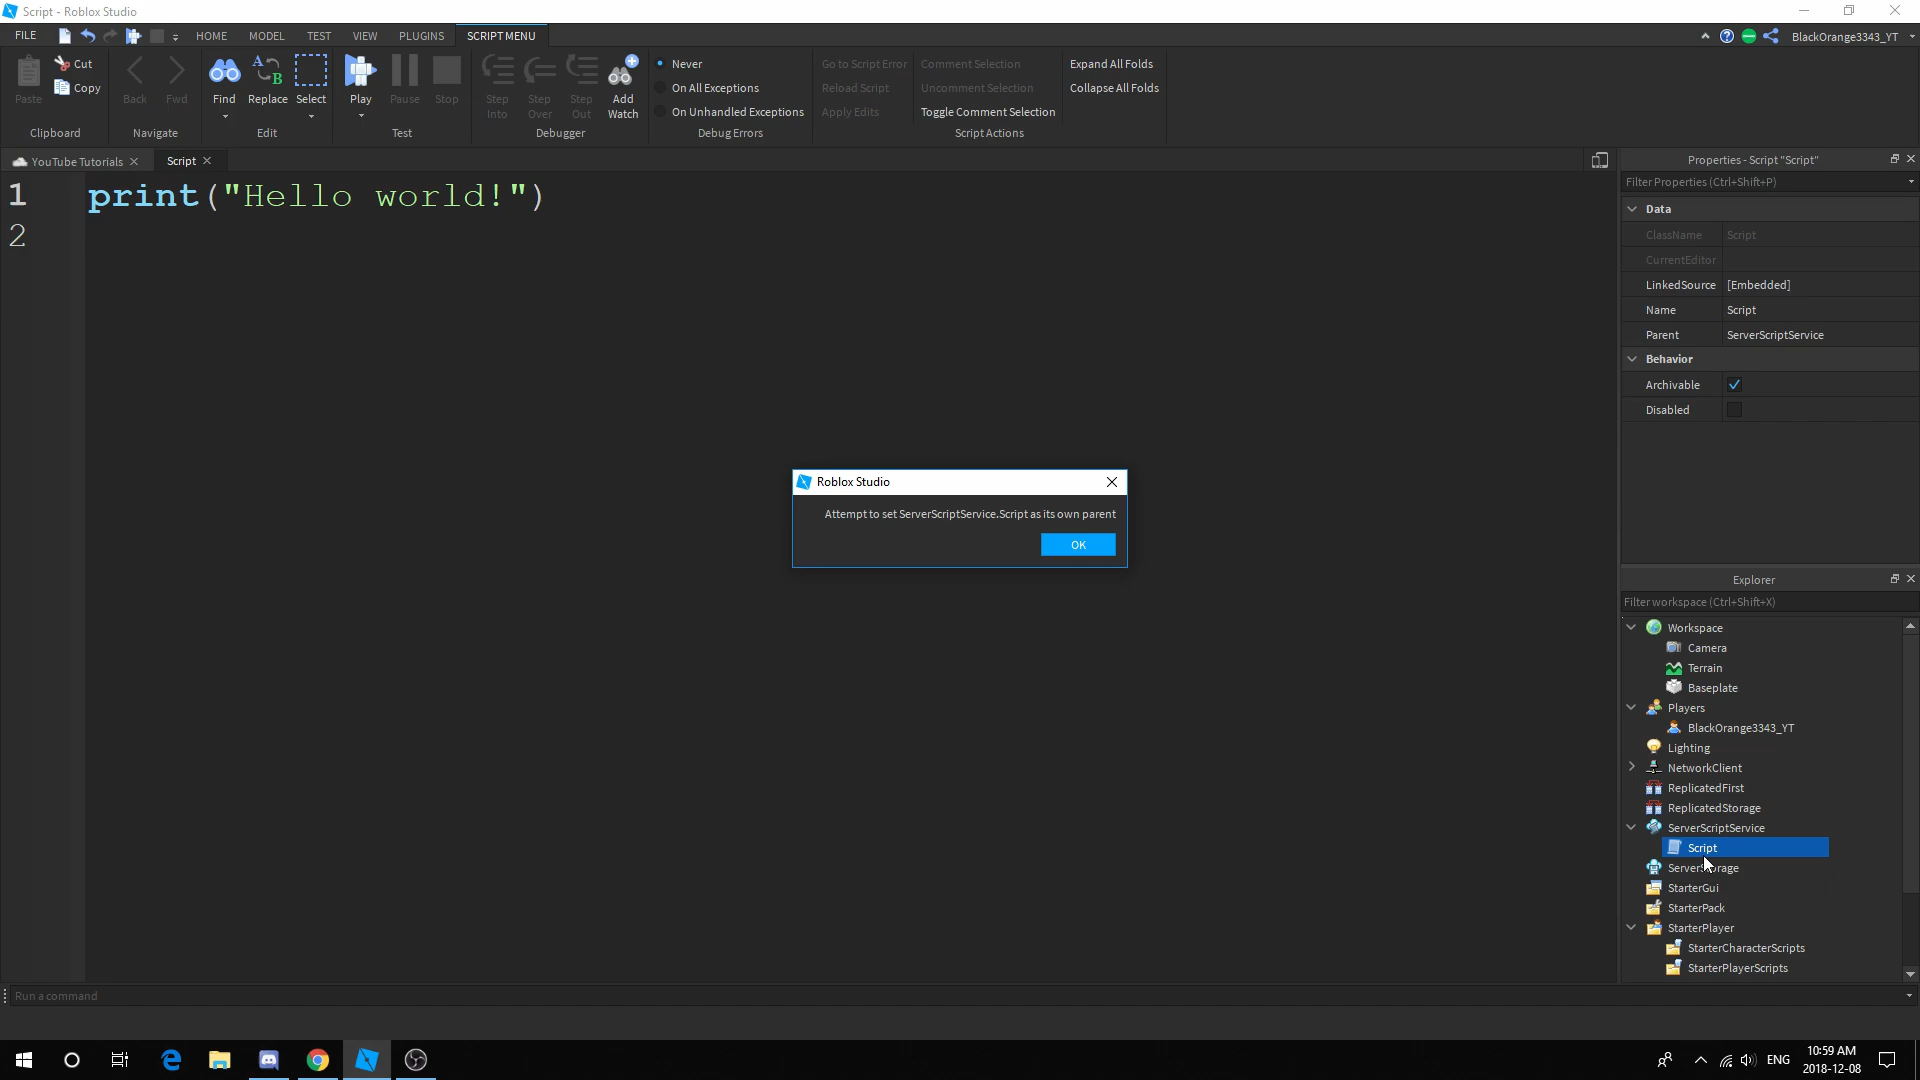 Script - Roblox Studio
FILE HOME MODEL TEST VIEW PLUGINS SCRIPT MENU BlackOrange3343_YT
Paste Cut Copy Clipboard
Back Fwd Navigate
Find Replace Select Edit
Play Pause Stop Test
Step Into Step Over Step Out Add Watch Debugger
Never
On All Exceptions
On Unhandled Exceptions
Debug Errors
Go to Script Error
Reload Script
Apply Edits
Comment Selection
Uncomment Selection
Toggle Comment Selection
Expand All Folds
Collapse All Folds
Script Actions
YouTube Tutorials Script
1 print("Hello world!")
2
Roblox Studio
Attempt to set ServerScriptService.Script as its own parent
OK
Properties - Script "Script"
Filter Properties (Ctrl+Shift+P)
Data
ClassName Script
CurrentEditor
LinkedSource [Embedded]
Name Script
Parent ServerScriptService
Behavior
Archivable
Disabled
Explorer
Filter workspace (Ctrl+Shift+X)
Workspace
Camera
Terrain
Baseplate
Players
BlackOrange3343_YT
Lighting
NetworkClient
ReplicatedFirst
ReplicatedStorage
ServerScriptService
Script
ServerStorage
StarterGui
StarterPack
StarterPlayer
StarterCharacterScripts
StarterPlayerScripts
Run a command
ENG
10:59 AM
2018-12-08